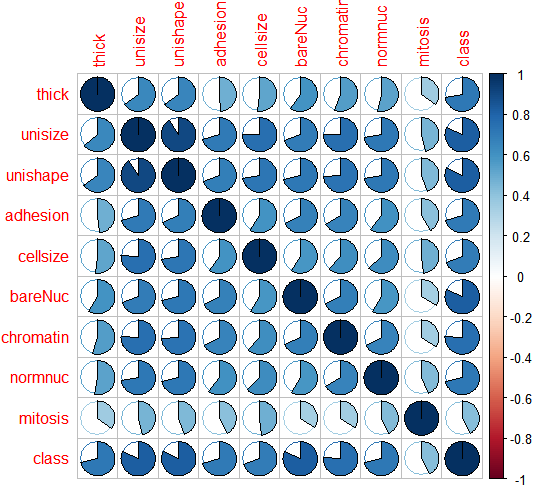 thick unisize unishape adhesion cellsize bareNuc chromatin normnuc mitosis class
thick
unisize
unishape
adhesion
cellsize
bareNuc
chromatin
normnuc
mitosis
class
1
0.8
0.6
0.4
0.2
0
-0.2
-0.4
-0.6
-0.8
-1